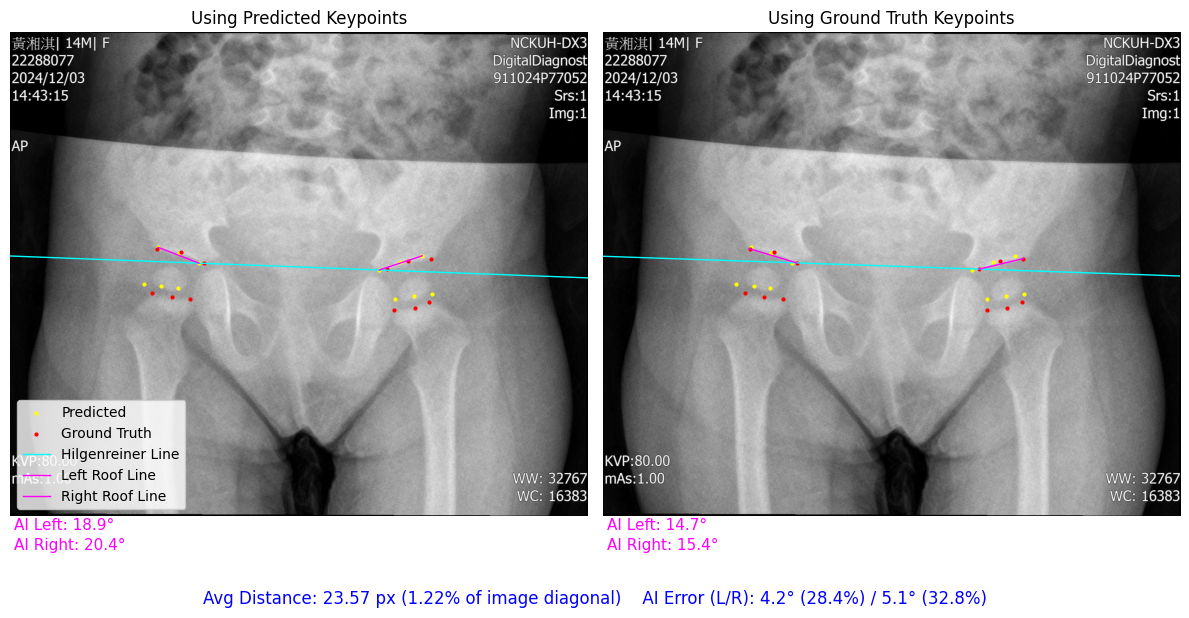 Using Predicted Keypoints
黃湘淇| 14M| F
22288077
2024/12/03
14:43:15
AP
NCKUH-DX3
DigitalDiagnost
911024P77052
Srs:1
Img:1
Predicted
Ground Truth
Hilgenreiner Line
Left Roof Line
Right Roof Line
KVP:80.00
mAs:1.00
WW: 32767
WC: 16383
AI Left: 18.9°
AI Right: 20.4°
Using Ground Truth Keypoints
黃湘淇| 14M| F
22288077
2024/12/03
14:43:15
AP
NCKUH-DX3
DigitalDiagnost
911024P77052
Srs:1
Img:1
KVP:80.00
mAs:1.00
WW: 32767
WC: 16383
AI Left: 14.7°
AI Right: 15.4°
Avg Distance: 23.57 px (1.22% of image diagonal) AI Error (L/R): 4.2° (28.4%) / 5.1° (32.8%)